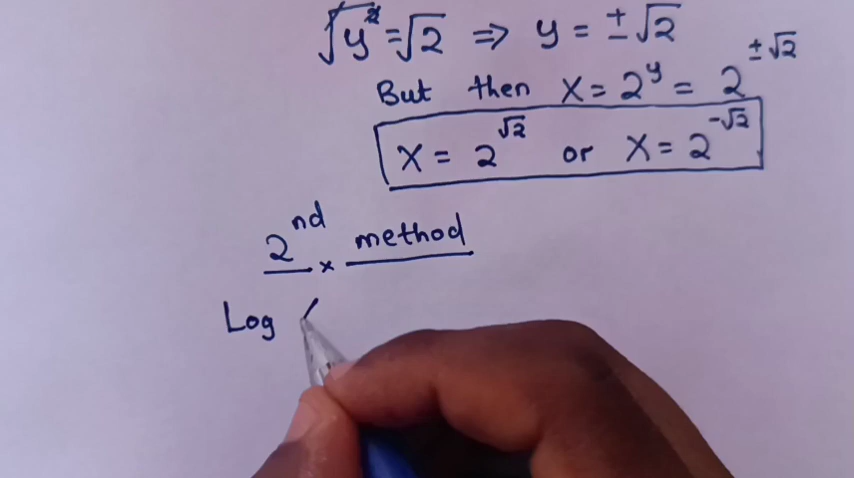 √y² = √2 ⇒ y = ±√2
But then x = 2^y = 2^±√2
x = 2^√2 or x = 2^-√2
2nd method
Log (